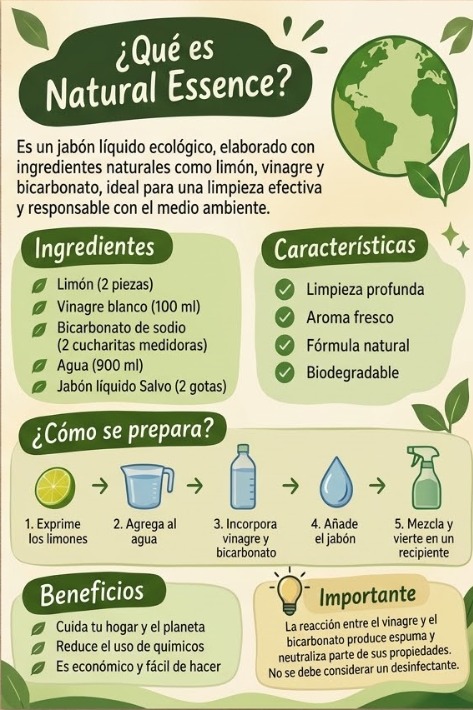 ¿Qué es
Natural Essence?
Es un jabón líquido ecológico, elaborado con
ingredientes naturales como limón, vinagre y
bicarbonato, ideal para una limpieza efectiva
y responsable con el medio ambiente.
Ingredientes
Limón (2 piezas)
Vinagre blanco (100 ml)
Bicarbonato de sodio
(2 cucharitas medidoras)
Agua (900 ml)
Jabón líquido Salvo (2 gotas)
Características
Limpieza profunda
Aroma fresco
Fórmula natural
Biodegradable
¿Cómo se prepara?
1. Exprime
los limones
2. Agrega al
agua
3. Incorpora
vinagre y
bicarbonato
4. Añade
el jabón
5. Mezcla y
vierte en un
recipiente
Beneficios
Cuida tu hogar y el planeta
Reduce el uso de químicos
Es económico y fácil de hacer
Importante
La reacción entre el vinagre y el
bicarbonato produce espuma y
neutraliza parte de sus propiedades.
No se debe considerar un desinfectante.